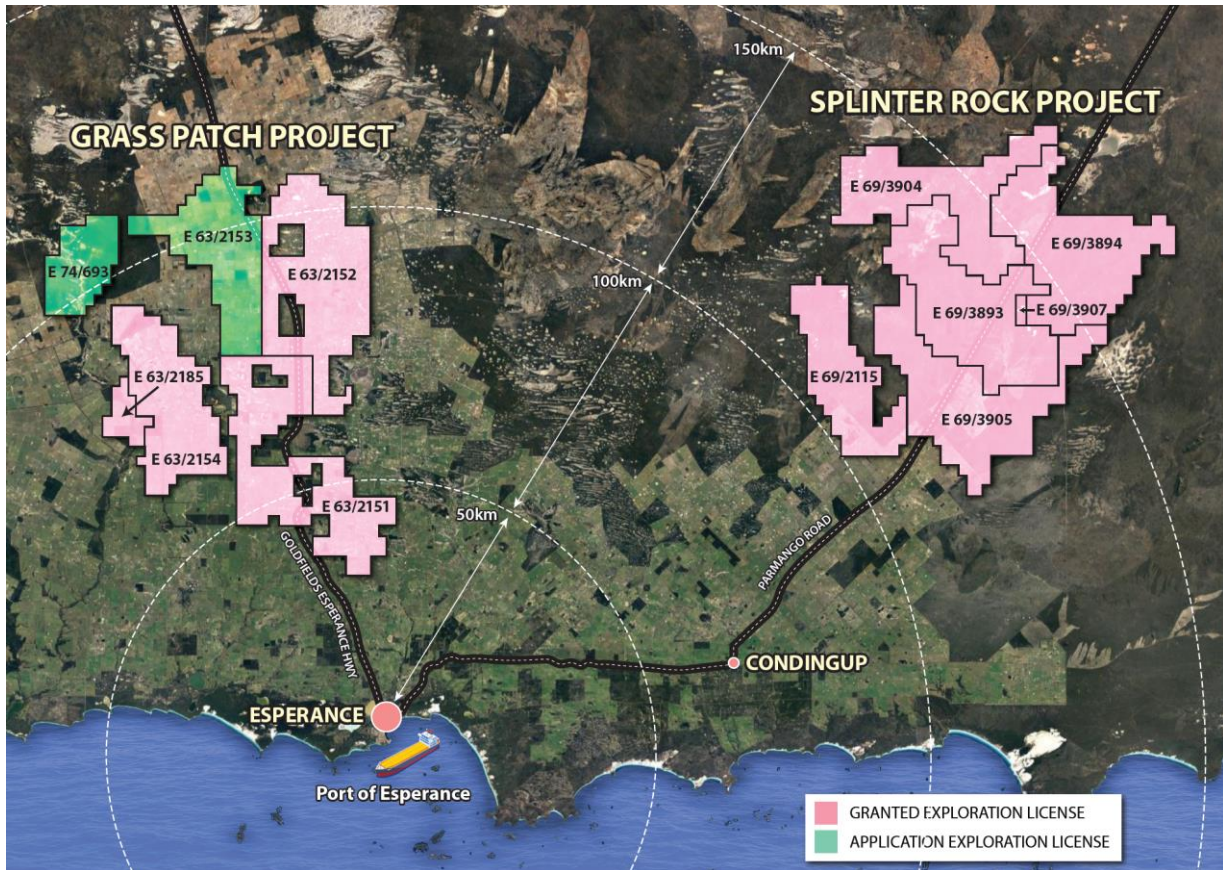 150km
SPLINTER ROCK PROJECT
GRASS PATCH PROJECT
E 69/3904
E 63/2153
E 69/3894
E 74/693
E 63/2152
100km
E 69/3893
E 69/3907
E 63/2185
E 69/2115
E 69/3905
E 63/2154
E 63/2151
50km
PARMANGO ROAD
GOLDFIELDS ESPERANCE HWY
CONDINGUP
ESPERANCE
Port of Esperance
GRANTED EXPLORATION LICENSE
APPLICATION EXPLORATION LICENSE